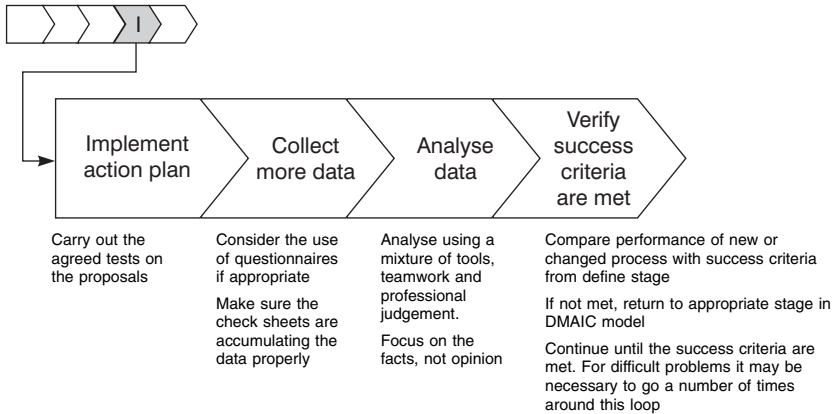 I
Implement
action plan
Collect
more data
Analyse
data
Verify
success
criteria
are met
Carry out the
agreed tests on
the proposals
Consider the use
of questionnaires
if appropriate
Make sure the
check sheets are
accumulating the
data properly
Analyse using a
mixture of tools,
teamwork and
professional
judgement.
Focus on the
facts, not opinion
Compare performance of new or
changed process with success criteria
from define stage
If not met, return to appropriate stage in
DMAIC model
Continue until the success criteria are
met. For difficult problems it may be
necessary to go a number of times
around this loop